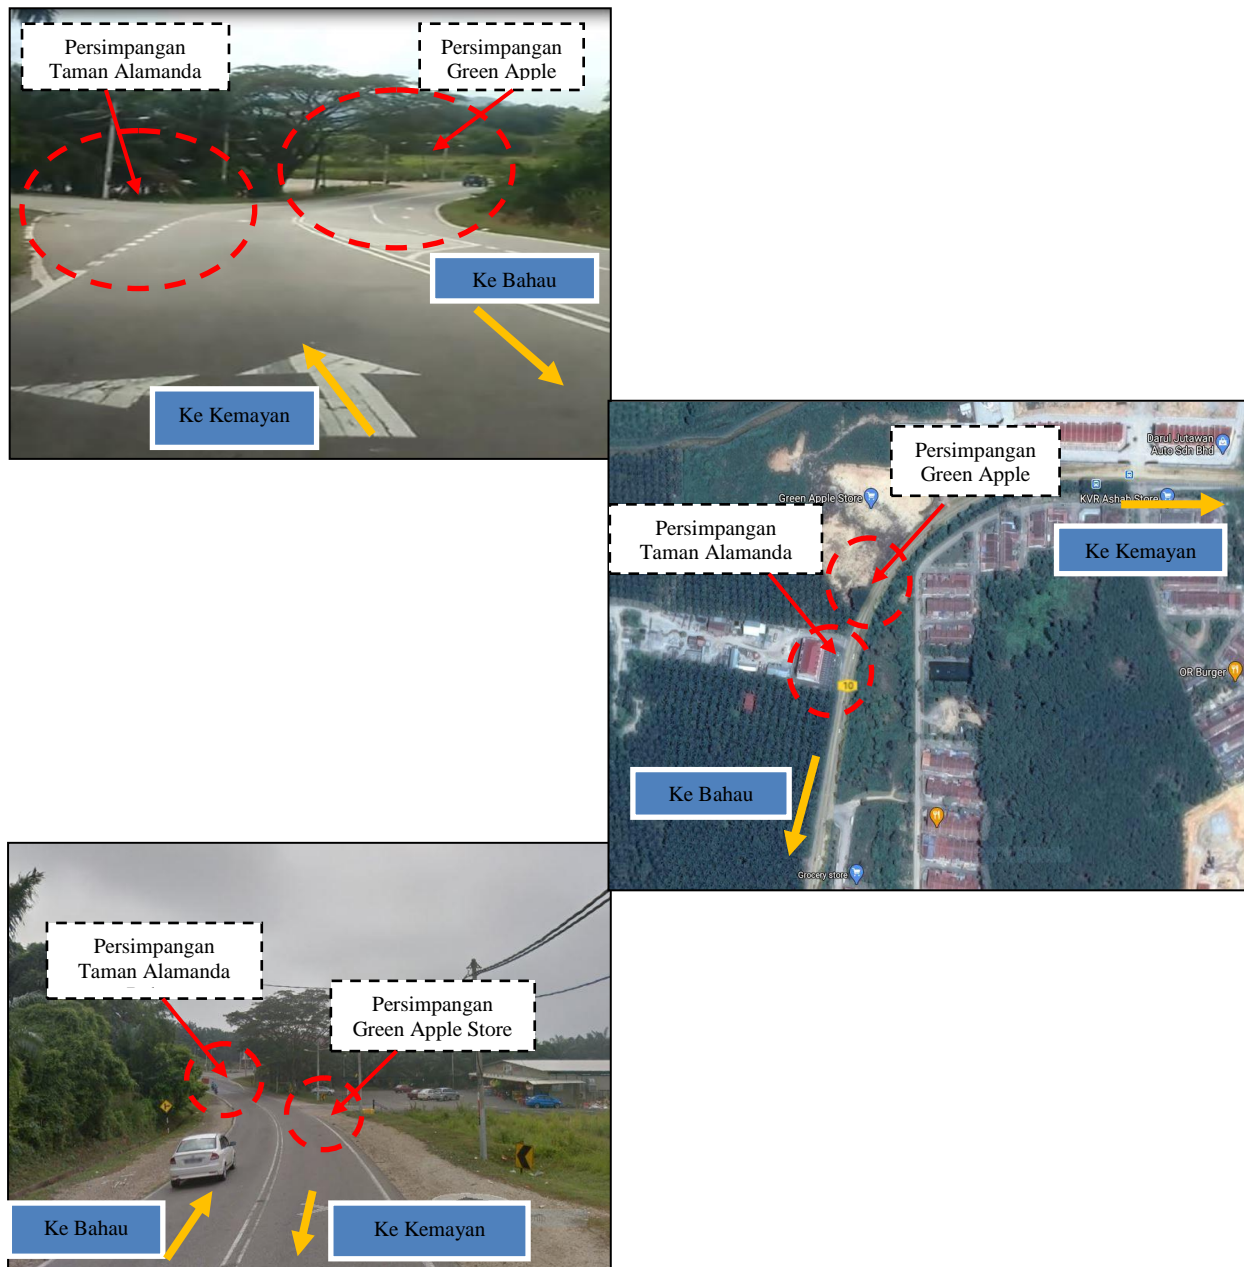 Persimpangan
Taman Alamanda
Persimpangan
Green Apple
Ke Bahau
Ke Kemayan
Persimpangan
Green Apple
Darul Jutawan
Auto Sdn Bhd
Green Apple Store
KVR Ashab Store
Persimpangan
Taman Alamanda
Ke Kemayan
OR Burger
10
Ke Bahau
Grocery store
Persimpangan
Taman Alamanda
Persimpangan
Green Apple Store
Ke Bahau
Ke Kemayan